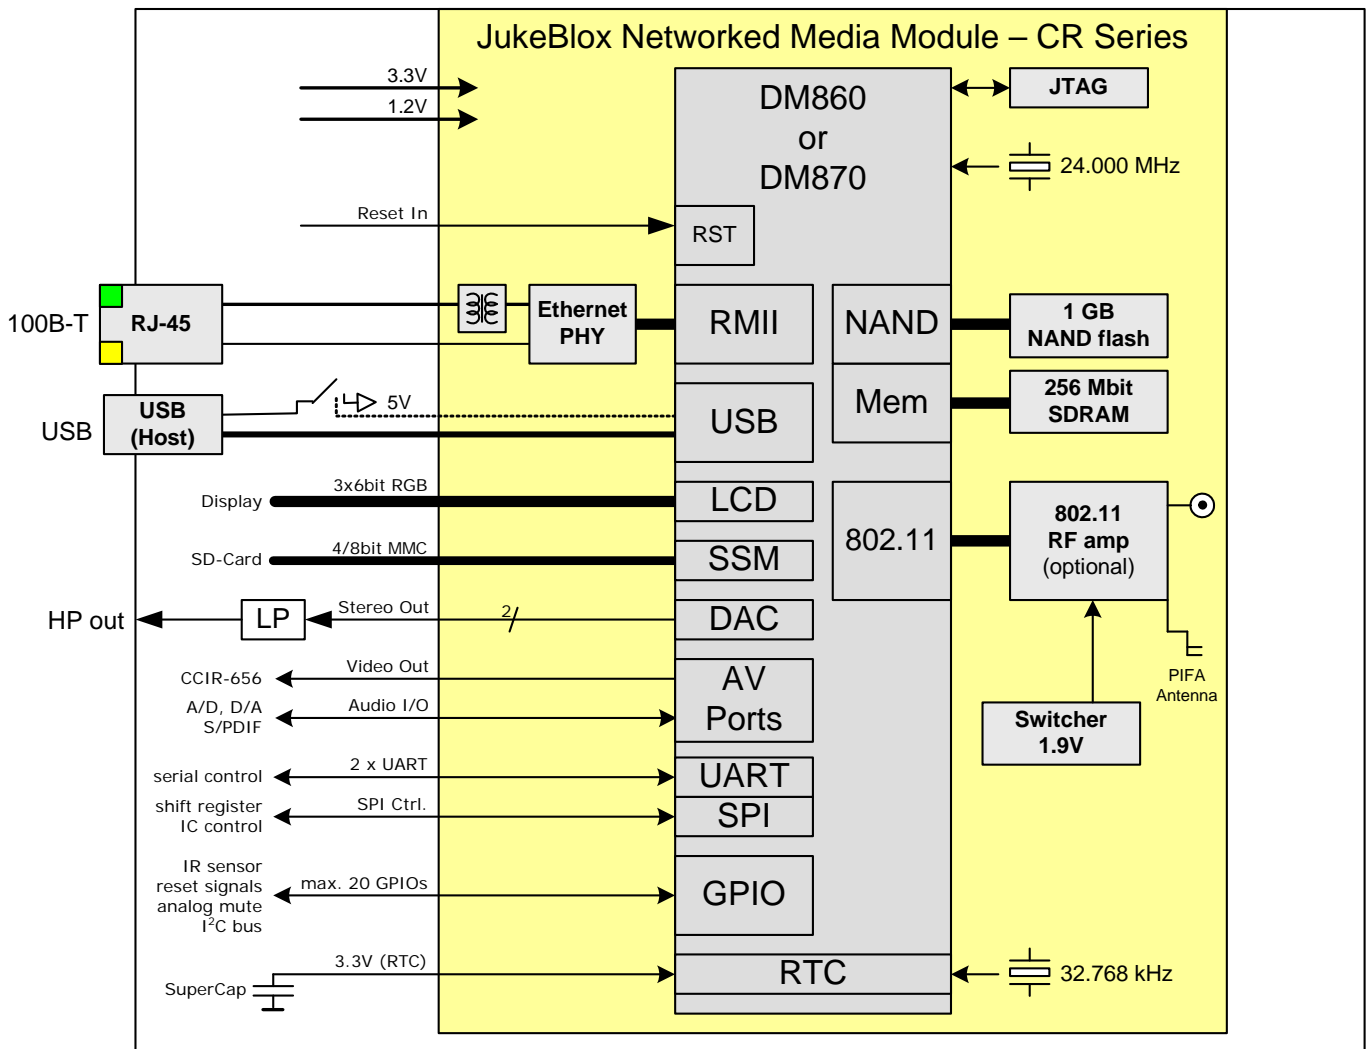 JukeBlox Networked Media Module – CR Series
3.3V
1.2V
DM860
or
DM870
JTAG
24.000 MHz
Reset In
RST
100B-T
RJ-45
Ethernet
PHY
RMII
NAND
1 GB
NAND flash
USB
USB
(Host)
5V
USB
Mem
256 Mbit
SDRAM
Display
3x6bit RGB
LCD
SD-Card
4/8bit MMC
SSM
802.11
802.11
RF amp
(optional)
HP out
LP
Stereo Out
2/
DAC
CCIR-656
Video Out
A/D, D/A
S/PDIF
Audio I/O
AV
Ports
PIFA
Antenna
Switcher
1.9V
serial control
2 x UART
UART
shift register
IC control
SPI Ctrl.
SPI
IR sensor
reset signals
analog mute
I²C bus
max. 20 GPIOs
GPIO
SuperCap
3.3V (RTC)
RTC
32.768 kHz